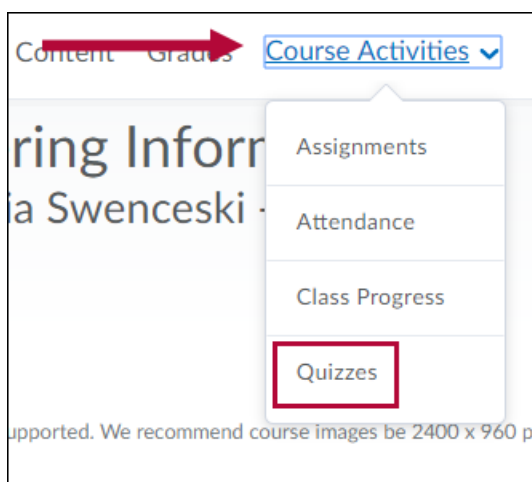 Content Grades Course Activities
ring Inforr
ia Swenceski -
Assignments
Attendance
Class Progress
Quizzes
upported. We recommend course images be 2400 x 960 p